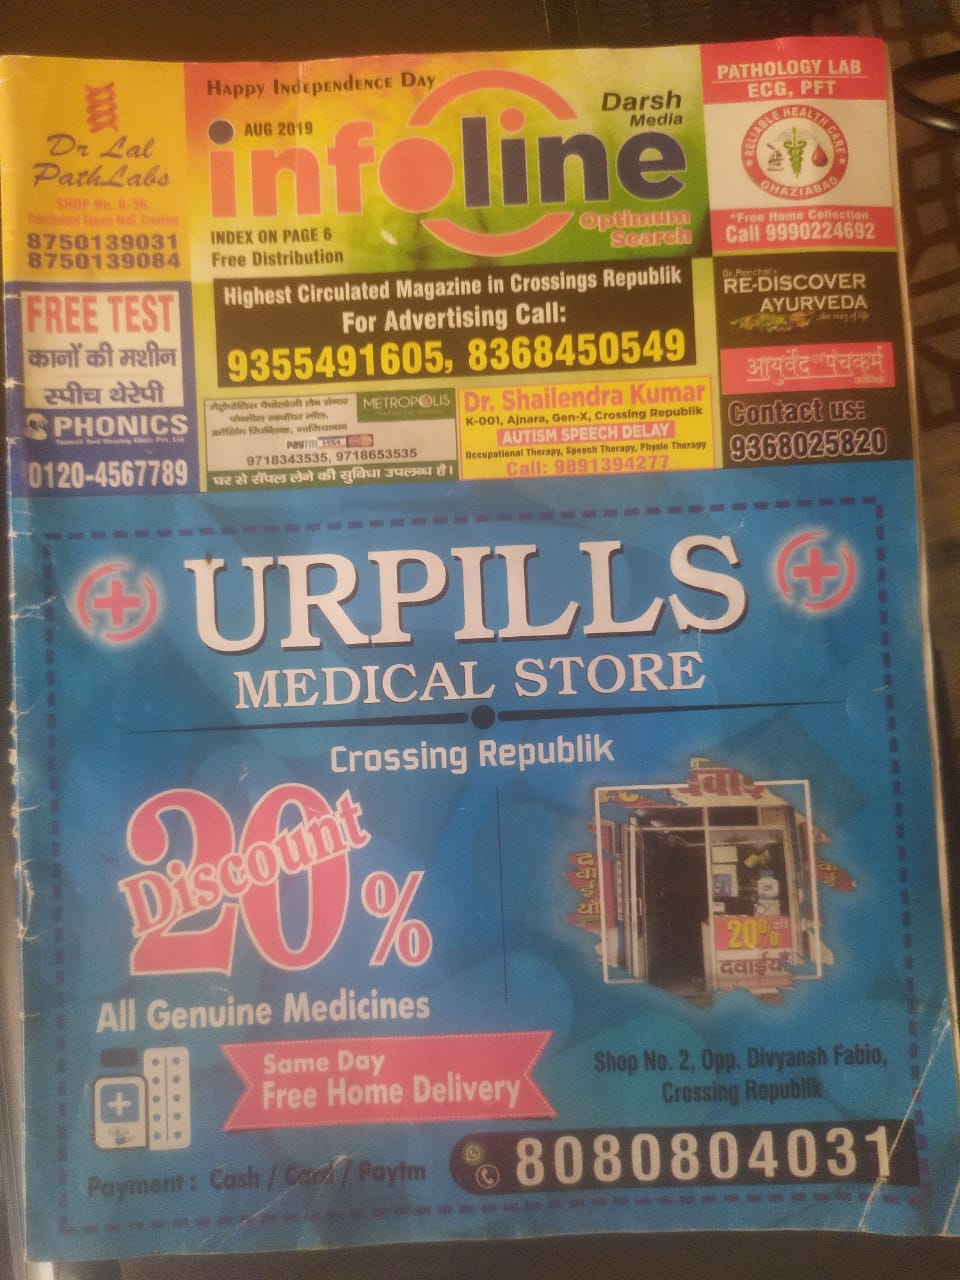 Dr Lal
PathLabs
SHOP No. G-36,
Panchsheel Square Mall, Crossing
8750139031
8750139084
Happy Independence Day
AUG 2019
Darsh
Media
infoline
Optimum
Search
INDEX ON PAGE 6
Free Distribution
PATHOLOGY LAB
ECG, PFT
RELIABLE HEALTH CARE
GHAZIABAD
*Free Home Collection
Call 9990224692
FREE TEST
कानों की मशीन
स्पीच थेरेपी
PHONICS
Speech And Hearing Clinic Pvt. Ltd.
0120-4567789
Highest Circulated Magazine in Crossings Republik
For Advertising Call:
9355491605, 8368450549
मैट्रोपोलिस पैथोलोजी लैब सेन्टर
METROPOLIS
पंचशील स्क्वॉयर मॉल,
क्रॉसिंग रिपब्लिक, गाजियाबाद
PAYTM VISA
9718343535, 9718653535
घर से सैंपल लेने की सुविधा उपलब्ध है।
Dr. Shailendra Kumar
K-001, Ajnara, Gen-X, Crossing Republik
AUTISM SPEECH DELAY
Occupational Therapy, Speech Therapy, Physio Therapy
Call: 9891394277
Dr.Aanchal's
RE-DISCOVER
AYURVEDA
...the way of life
आयुर्वेद एवं पंचकर्म
Contact us:
9368025820
URPILLS
MEDICAL STORE
Crossing Republik
20%
Discount
20% off
दवाईयाँ
All Genuine Medicines
Same Day
Free Home Delivery
Shop No. 2, Opp. Divyansh Fabio,
Crossing Republik
Payment : Cash / Card / Paytm
8080804031